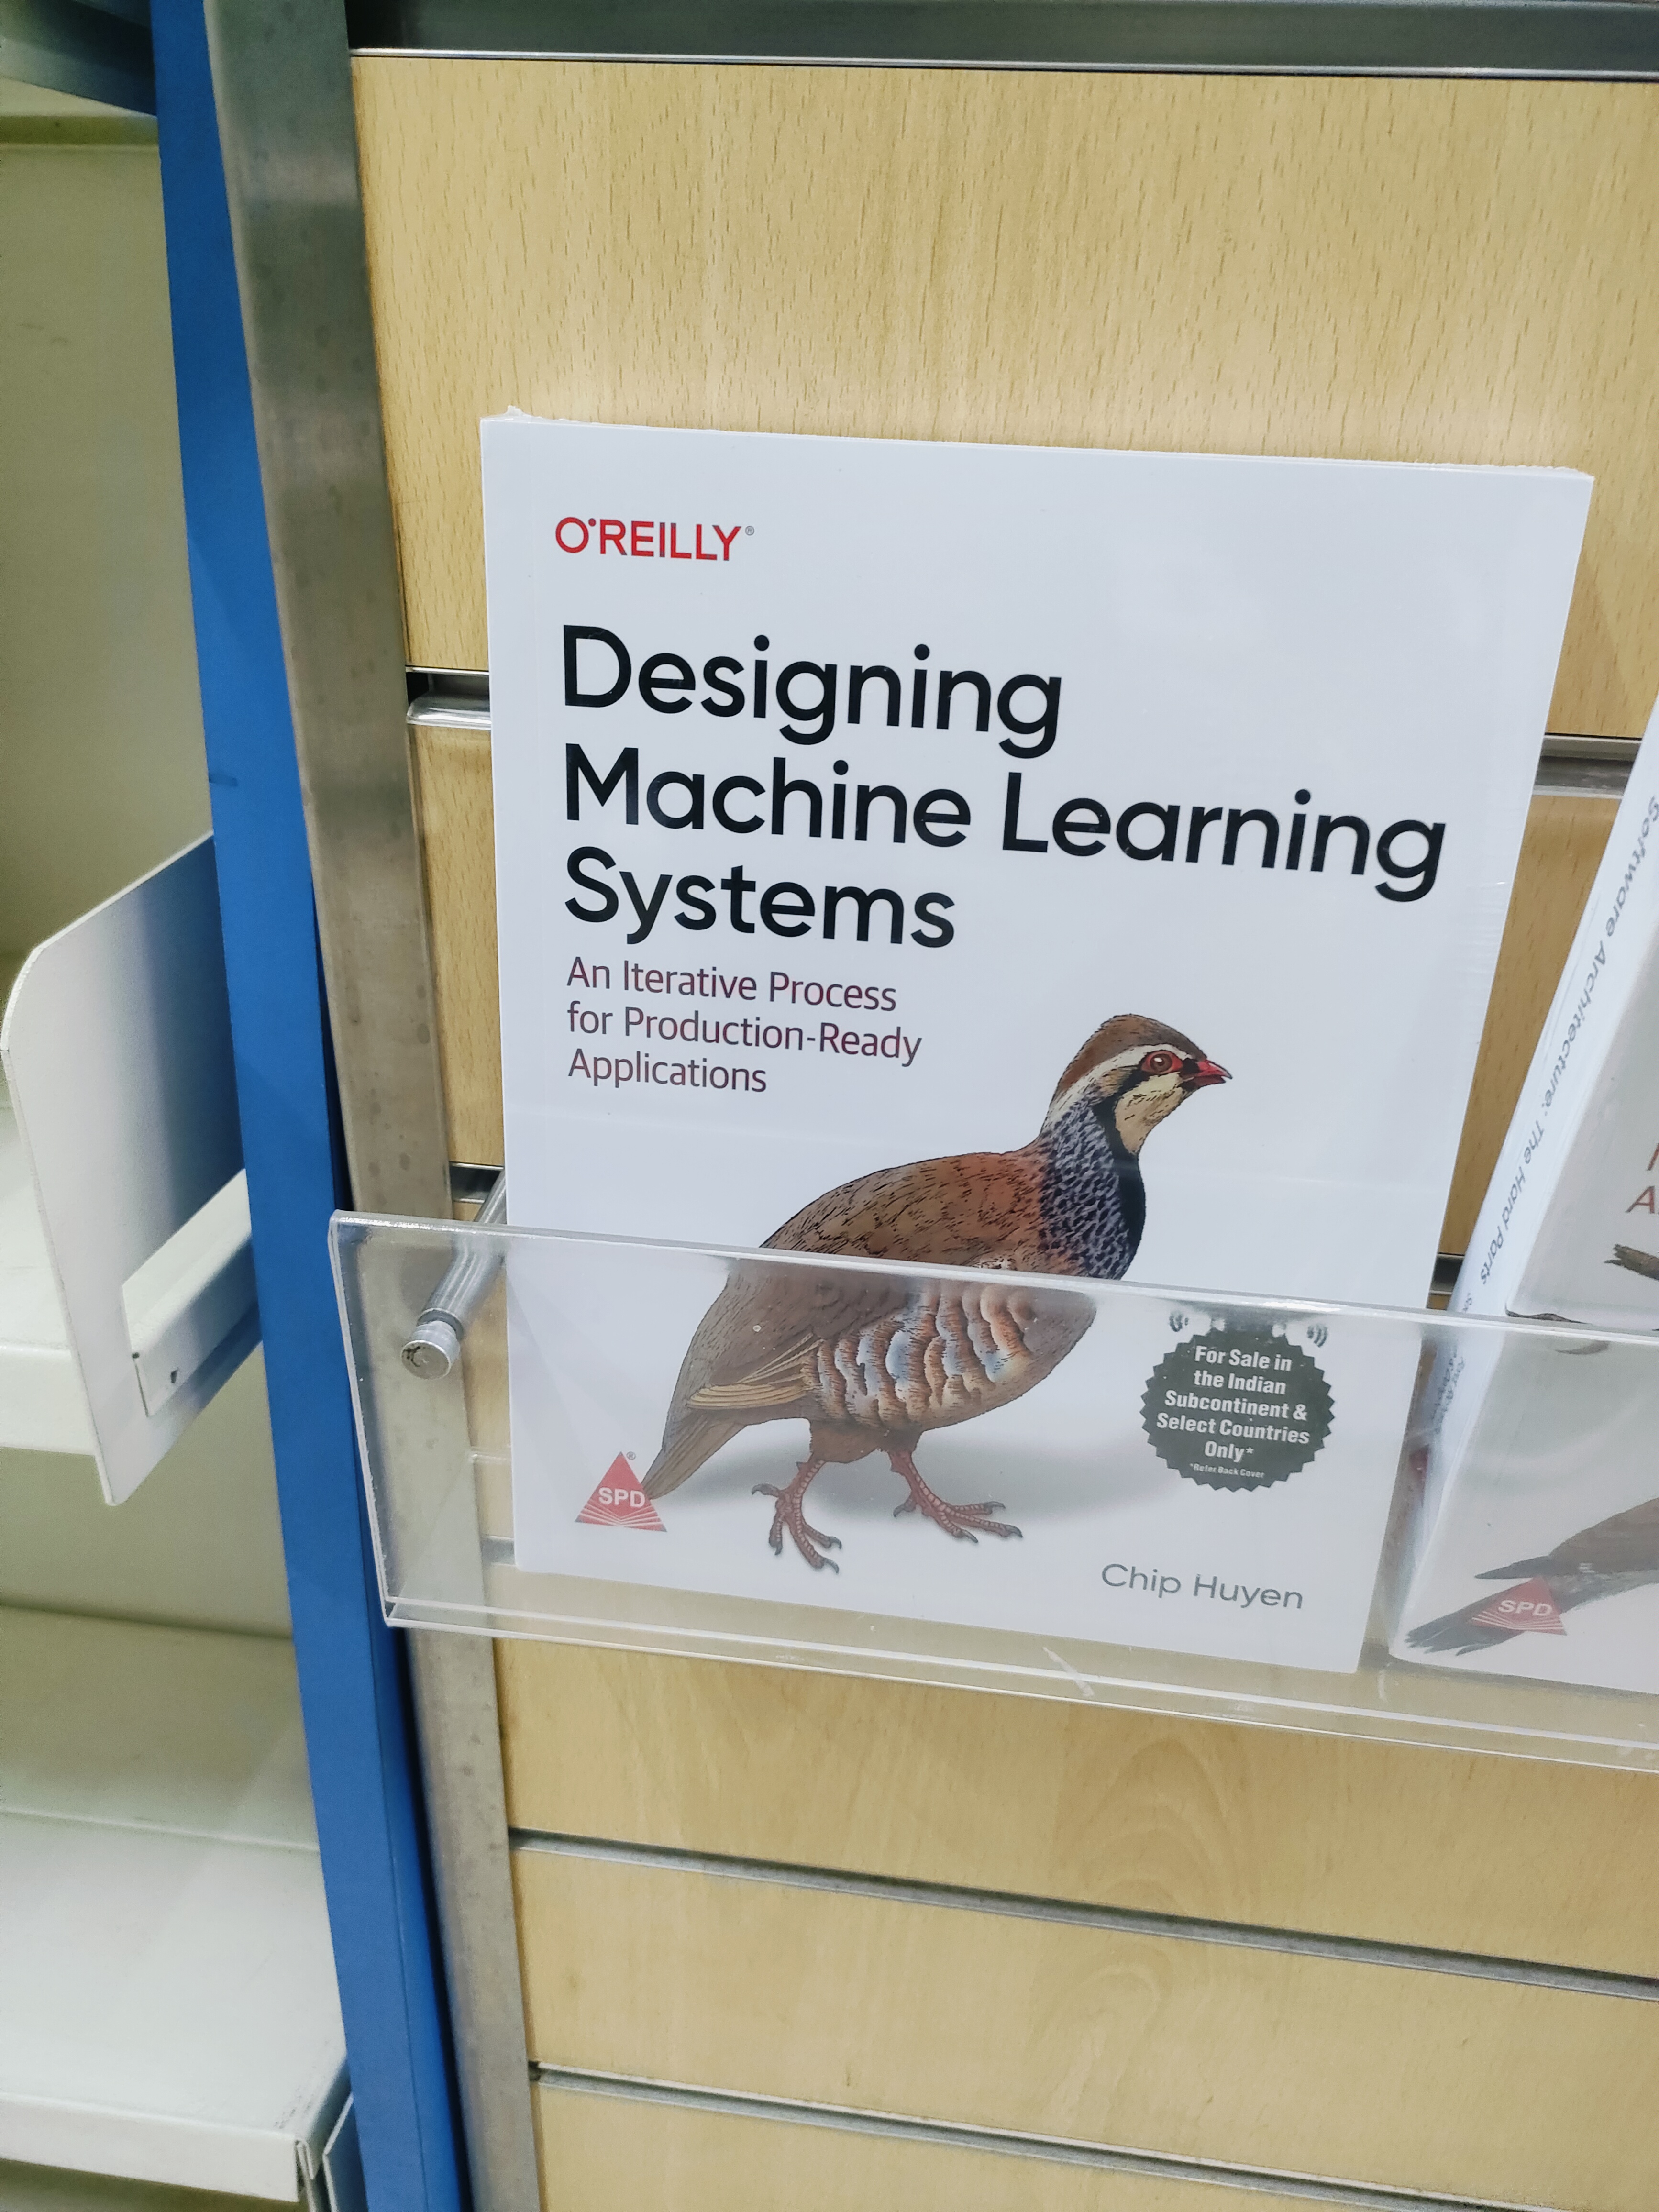 O'REILLY®
Designing
Machine Learning
Systems
An Iterative Process
for Production-Ready
Applications
For Sale in
the Indian
Subcontinent &
Select Countries
Only*
*Refer Back Cover
SPD
®
Chip Huyen
Software Architecture: The Hard Parts
SPD